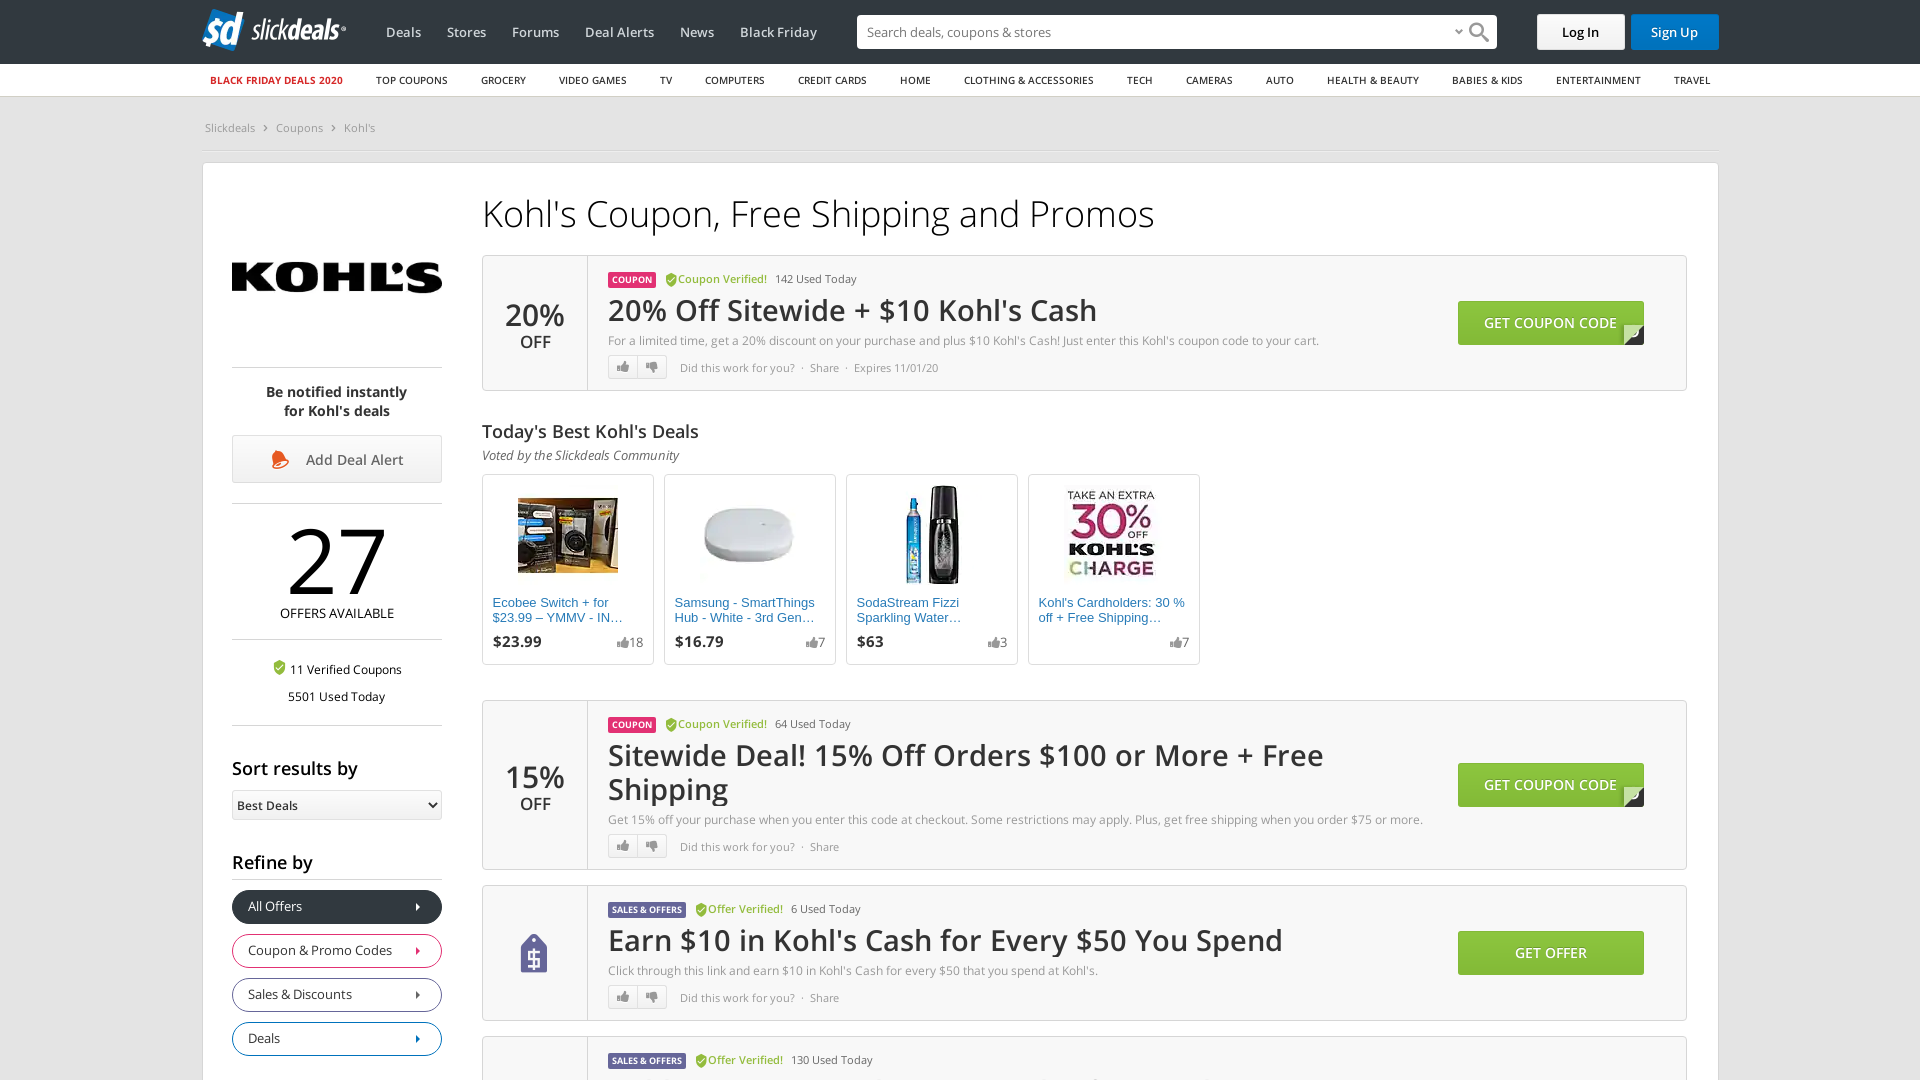 sd slickdeals
Deals Stores Forums Deal Alerts News Black Friday
Search deals, coupons & stores
Log In Sign Up
BLACK FRIDAY DEALS 2020 TOP COUPONS GROCERY VIDEO GAMES TV COMPUTERS CREDIT CARDS HOME CLOTHING & ACCESSORIES TECH CAMERAS AUTO HEALTH & BEAUTY BABIES & KIDS ENTERTAINMENT TRAVEL
Slickdeals > Coupons > Kohl's
KOHL'S
Be notified instantly
for Kohl's deals
Add Deal Alert
27
OFFERS AVAILABLE
11 Verified Coupons
5501 Used Today
Sort results by
Best Deals
Refine by
All Offers
Coupon & Promo Codes
Sales & Discounts
Deals
Kohl's Coupon, Free Shipping and Promos
20%
OFF
COUPON Coupon Verified! 142 Used Today
20% Off Sitewide + $10 Kohl's Cash
For a limited time, get a 20% discount on your purchase and plus $10 Kohl's Cash! Just enter this Kohl's coupon code to your cart.
Did this work for you? · Share · Expires 11/01/20
GET COUPON CODE
Today's Best Kohl's Deals
Voted by the Slickdeals Community
Ecobee Switch + for
$23.99 – YMMV - IN…
$23.99 18
Samsung - SmartThings
Hub - White - 3rd Gen…
$16.79 7
SodaStream Fizzi
Sparkling Water…
$63 3
TAKE AN EXTRA
30% OFF
KOHL'S
CHARGE
Kohl's Cardholders: 30 %
off + Free Shipping…
7
15%
OFF
COUPON Coupon Verified! 64 Used Today
Sitewide Deal! 15% Off Orders $100 or More + Free
Shipping
Get 15% off your purchase when you enter this code at checkout. Some restrictions may apply. Plus, get free shipping when you order $75 or more.
Did this work for you? · Share
GET COUPON CODE
SALES & OFFERS Offer Verified! 6 Used Today
Earn $10 in Kohl's Cash for Every $50 You Spend
Click through this link and earn $10 in Kohl's Cash for every $50 that you spend at Kohl's.
Did this work for you? · Share
GET OFFER
SALES & OFFERS Offer Verified! 130 Used Today